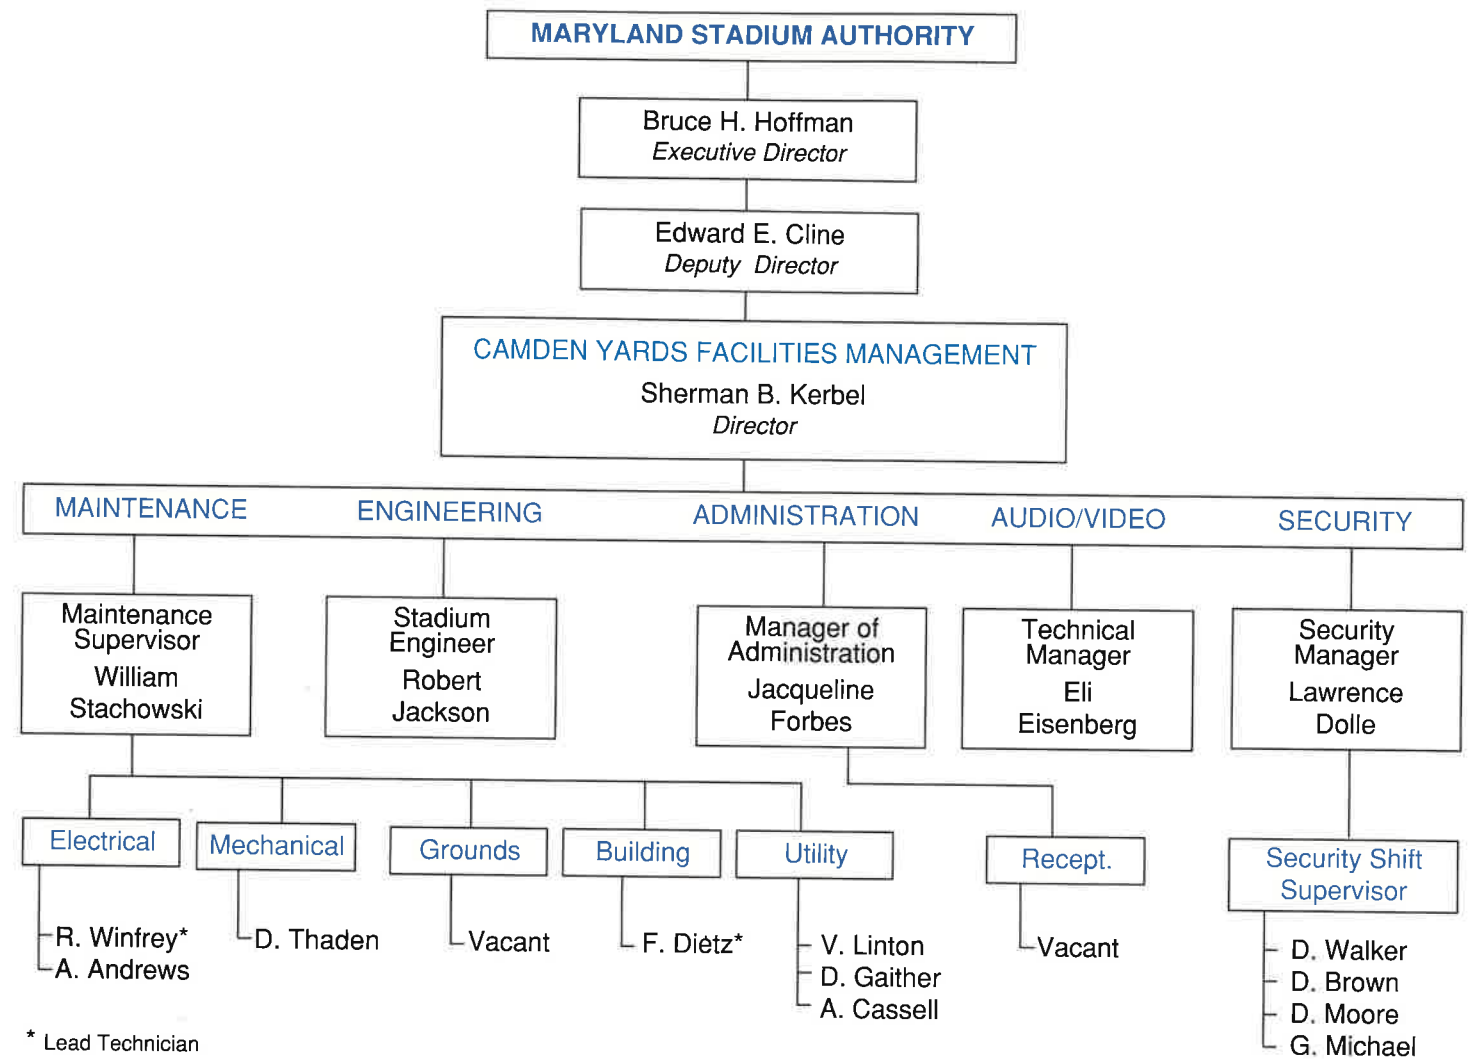 MARYLAND STADIUM AUTHORITY
Bruce H. Hoffman
Executive Director
Edward E. Cline
Deputy Director
CAMDEN YARDS FACILITIES MANAGEMENT
Sherman B. Kerbel
Director
MAINTENANCE
ENGINEERING
ADMINISTRATION
AUDIO/VIDEO
SECURITY
Maintenance
Supervisor
William
Stachowski
Stadium
Engineer
Robert
Jackson
Manager of
Administration
Jacqueline
Forbes
Technical
Manager
Eli
Eisenberg
Security
Manager
Lawrence
Dolle
Electrical
R. Winfrey*
A. Andrews
Mechanical
D. Thaden
Grounds
Vacant
Building
F. Dietz*
Utility
V. Linton
D. Gaither
A. Cassell
Recept.
Vacant
Security Shift
Supervisor
D. Walker
D. Brown
D. Moore
G. Michael
* Lead Technician